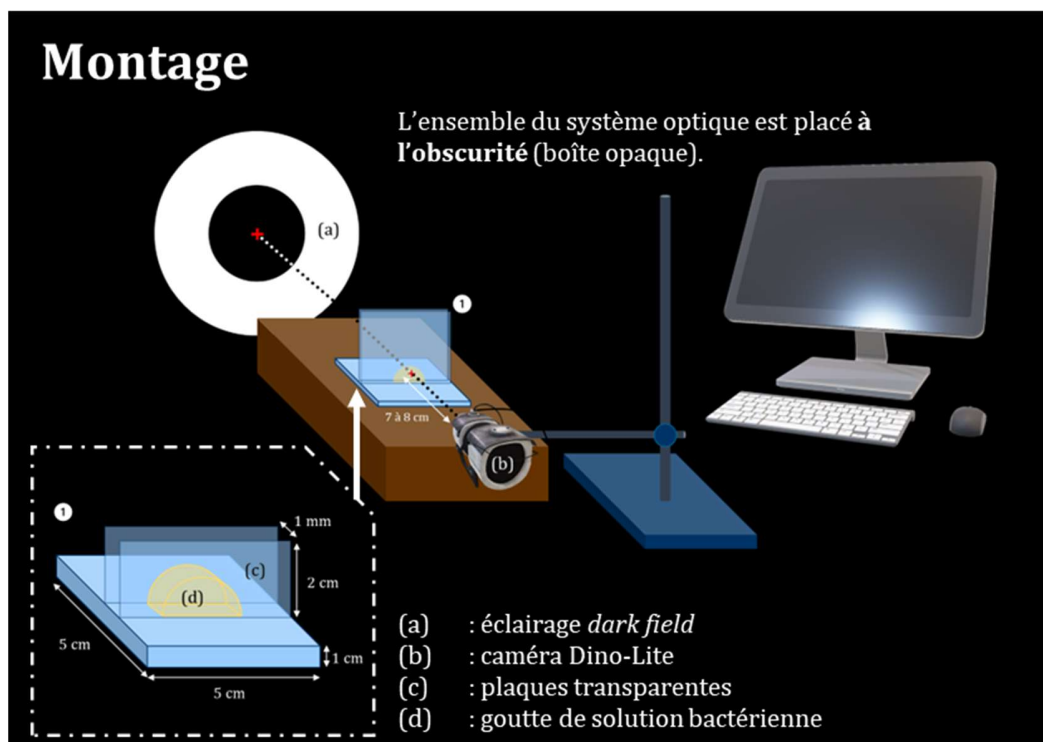 Montage
L’ensemble du système optique est placé à
l’obscurité (boîte opaque).
(a)
1
7 à 8 cm
(b)
1
1 mm
(c)
2 cm
(d)
5 cm
1 cm
5 cm
(a) : éclairage dark field
(b) : caméra Dino-Lite
(c) : plaques transparentes
(d) : goutte de solution bactérienne